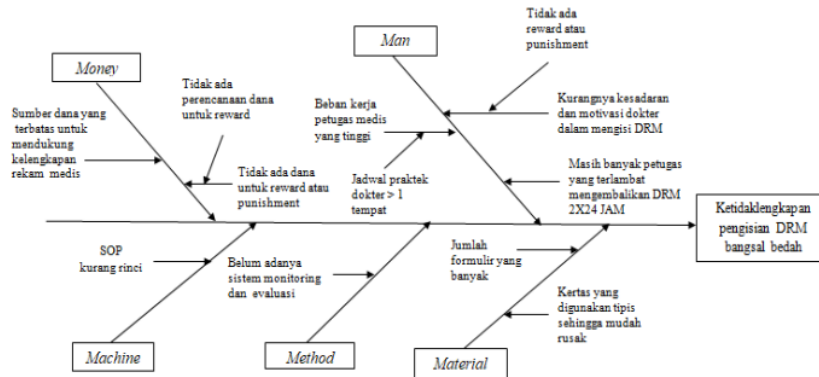 Money
Man
Tidak ada
reward atau
punishment
Sumber dana yang
terbatas untuk
mendukung
kelengkapan
rekam medis
Tidak ada
perencanaan dana
untuk reward
Tidak ada dana
untuk reward atau
punishment
Beban kerja
petugas medis
yang tinggi
Jadwal praktek
dokter > 1
tempat
Kurangnya kesadaran
dan motivasi dokter
dalam mengisi DRM
Masih banyak petugas
yang terlambat
mengembalikan DRM
2X24 JAM
Ketidaklengkapan
pengisian DRM
bangsal bedah
SOP
kurang rinci
Belum adanya
sistem monitoring
dan evaluasi
Jumlah
formulir yang
banyak
Kertas yang
digunakan tipis
sehingga mudah
rusak
Machine
Method
Material